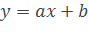 y = ax + b